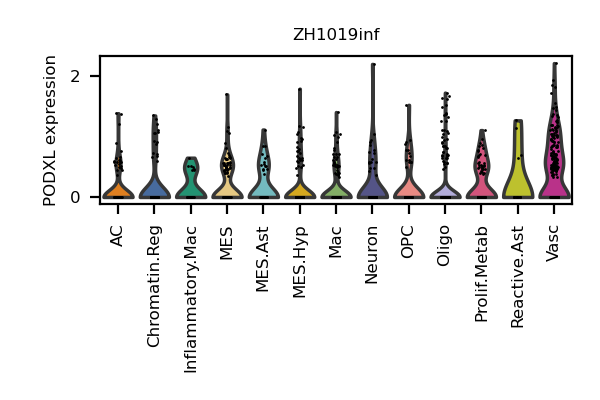 ZH1019inf
PODXL expression
2
0
AC
Chromatin.Reg
Inflammatory.Mac
MES
MES.Ast
MES.Hyp
Mac
Neuron
OPC
Oligo
Prolif.Metab
Reactive.Ast
Vasc